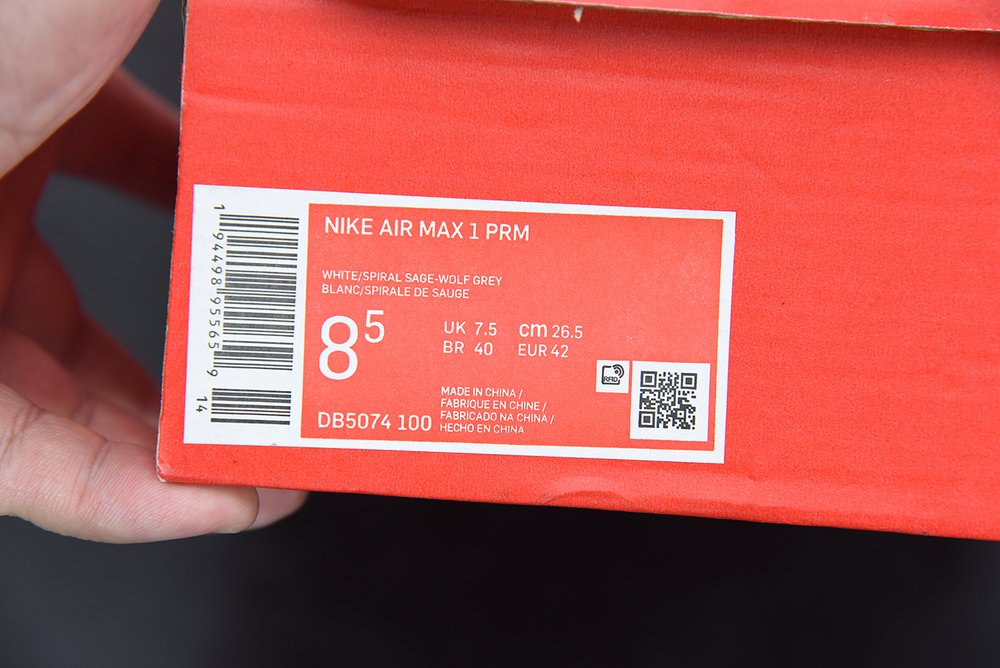 NIKE AIR MAX 1 PRM
WHITE/SPIRAL SAGE-WOLF GREY
BLANC/SPIRALE DE SAUGE
8 5
UK 7.5 cm 26.5
BR 40 EUR 42
MADE IN CHINA /
FABRIQUE EN CHINE /
FABRICADO NA CHINA /
HECHO EN CHINA
DB5074 100
RFID
1 94498 95565 9
14